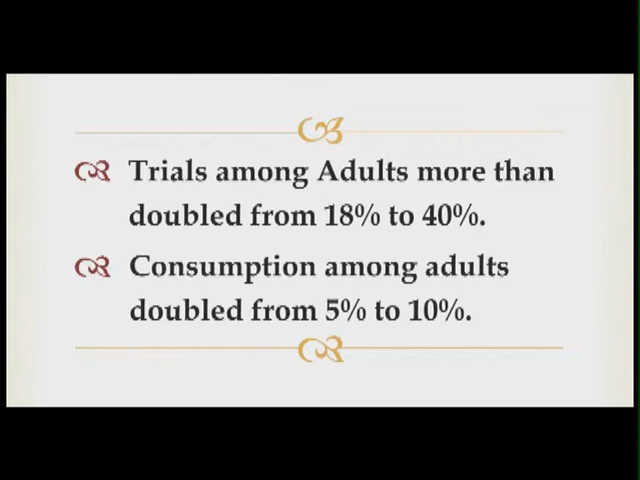 Trials among Adults more than
doubled from 18% to 40%.
Consumption among adults
doubled from 5% to 10%.